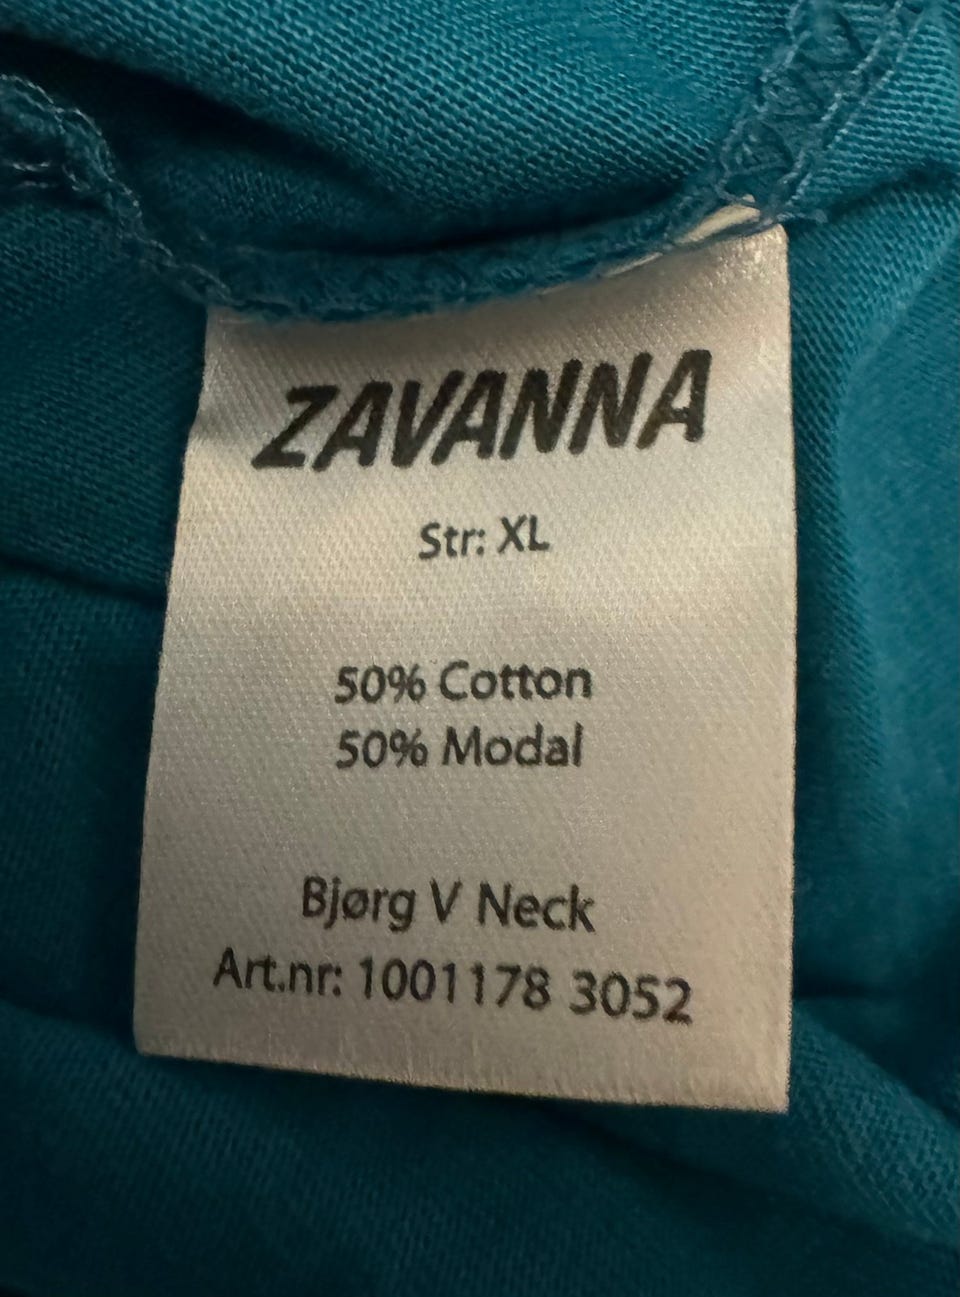 ZAVANNA
Str: XL
50% Cotton
50% Modal
Bjørg V Neck
Art.nr: 1001178 3052